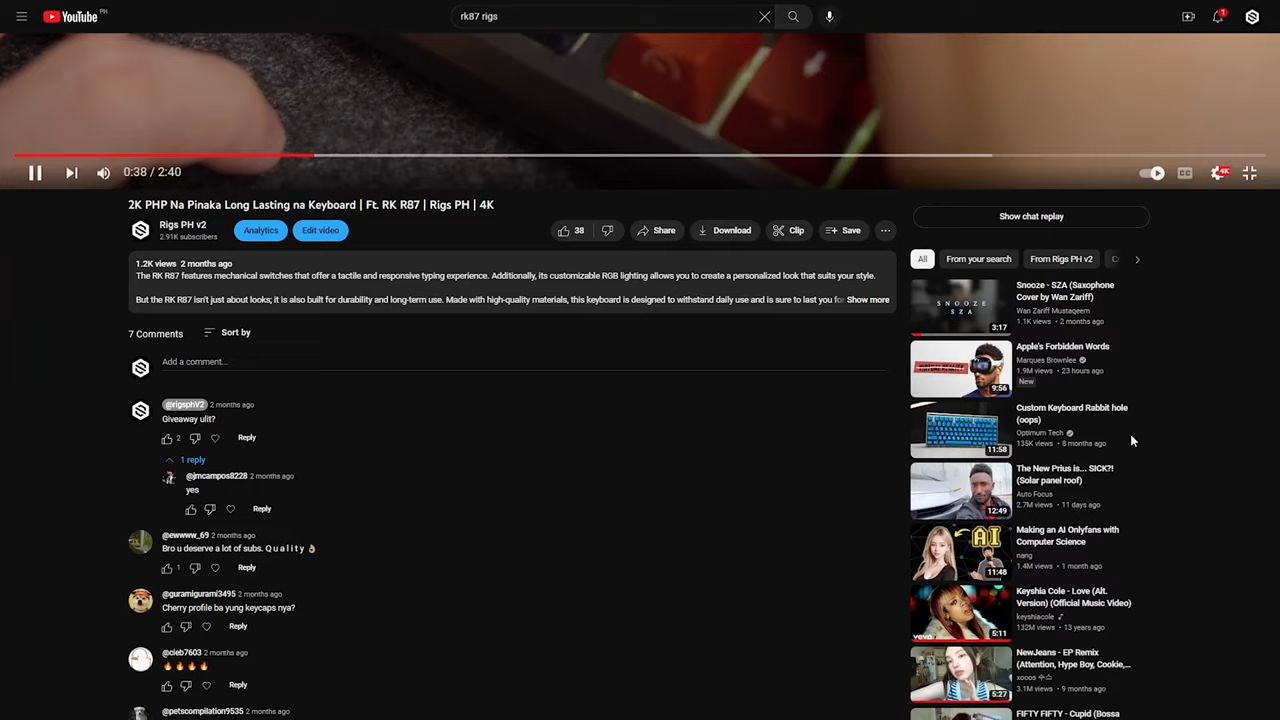 YouTube PH
rk87 rigs
0:38 / 2:40
CC
4K
2K PHP Na Pinaka Long Lasting na Keyboard | Ft. RK R87 | Rigs PH | 4K
Rigs PH v2
2.91K subscribers
Analytics
Edit video
38
Share
Download
Clip
Save
1.2K views 2 months ago
The RK R87 features mechanical switches that offer a tactile and responsive typing experience. Additionally, its customizable RGB lighting allows you to create a personalized look that suits your style.
But the RK R87 isn't just about looks; it is also built for durability and long-term use. Made with high-quality materials, this keyboard is designed to withstand daily use and is sure to last you fo Show more
7 Comments
Sort by
Add a comment...
@rigsphV2 2 months ago
Giveaway ulit?
2
Reply
1 reply
@jmcampos8228 2 months ago
yes
Reply
@ewwww_69 2 months ago
Bro u deserve a lot of subs. Q u a l i t y 👌
1
Reply
@guramigurami3495 2 months ago
Cherry profile ba yung keycaps nya?
Reply
@cieb7603 2 months ago
🔥🔥🔥🔥
Reply
@petscompilation9535 2 months ago
Show chat replay
All
From your search
From Rigs PH v2
SNOOZE
SZA
3:17
Snooze - SZA (Saxophone
Cover by Wan Zariff)
Wan Zariff Mustaqeem
1.1K views • 2 months ago
9:56
Apple's Forbidden Words
Marques Brownlee
1.9M views • 23 hours ago
New
11:58
Custom Keyboard Rabbit hole
(oops)
Optimum Tech
135K views • 8 months ago
12:49
The New Prius is... SICK?!
(Solar panel roof)
Auto Focus
2.7M views • 11 days ago
AI
11:48
Making an AI Onlyfans with
Computer Science
nang
1.4M views • 1 month ago
vevo
5:11
Keyshia Cole - Love (Alt.
Version) (Official Music Video)
keyshiacole
132M views • 13 years ago
5:27
NewJeans - EP Remix
(Attention, Hype Boy, Cookie,...
xooos 수스
3.1M views • 9 months ago
FIFTY FIFTY - Cupid (Bossa